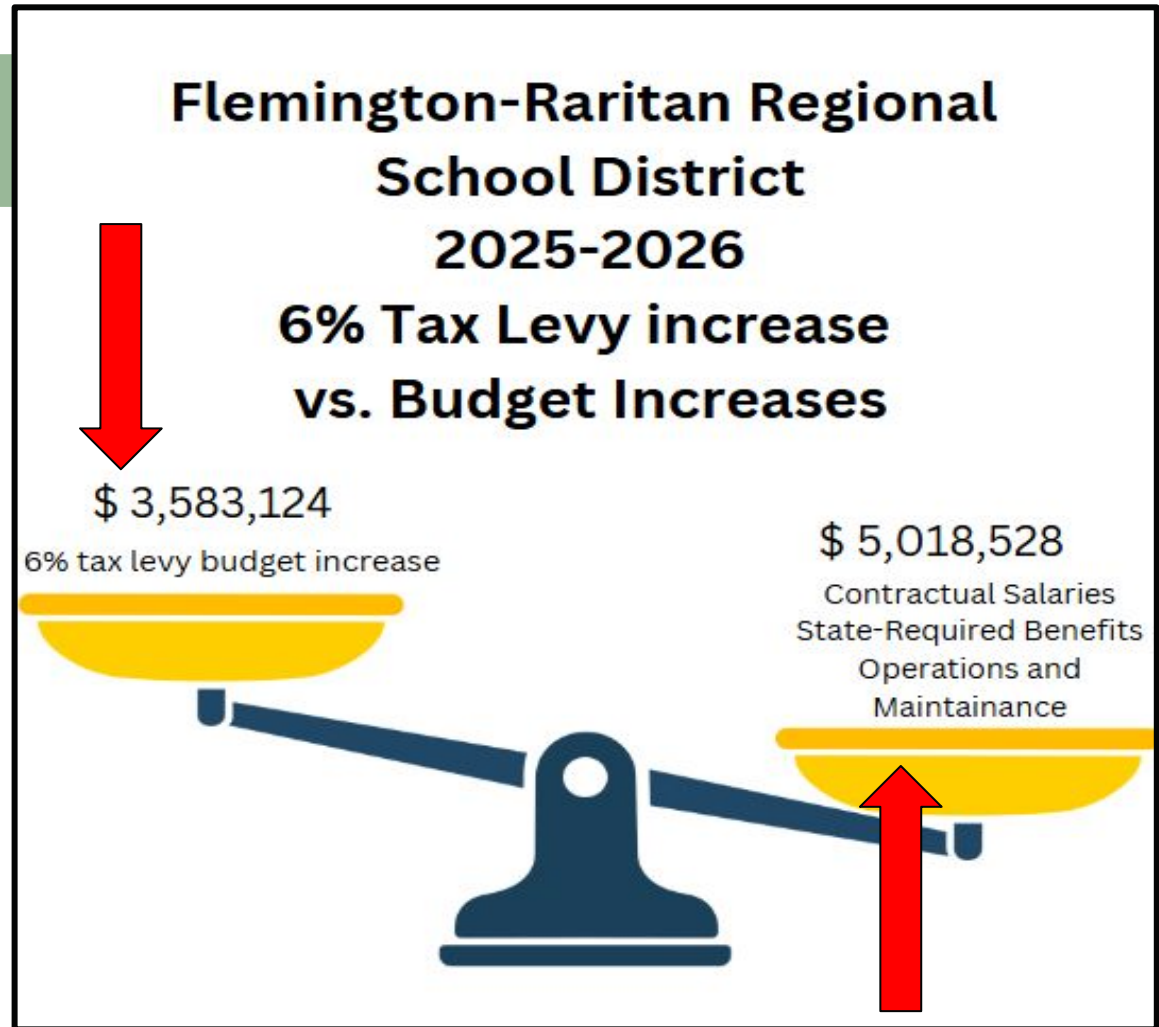 Flemington-Raritan Regional
School District
2025-2026
6% Tax Levy increase
vs. Budget Increases
$ 3,583,124
6% tax levy budget increase
$ 5,018,528
Contractual Salaries
State-Required Benefits
Operations and
Maintainance